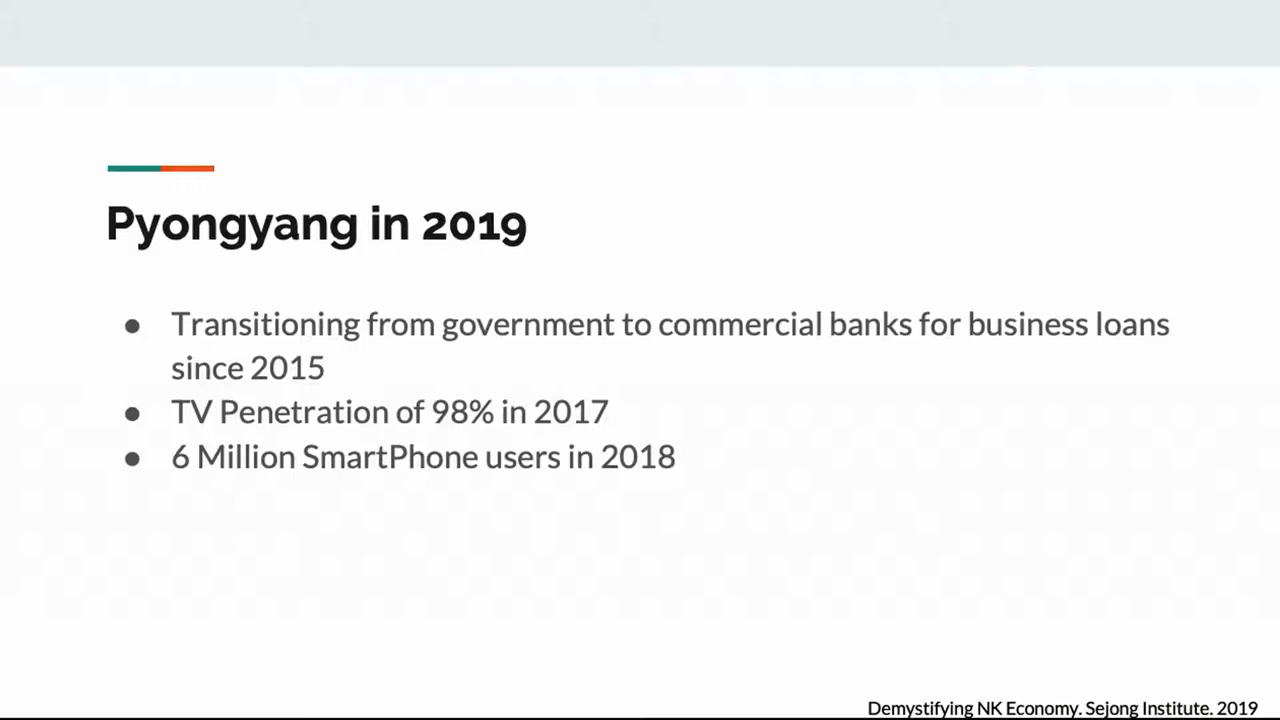 Pyongyang in 2019
● Transitioning from government to commercial banks for business loans
since 2015
● TV Penetration of 98% in 2017
● 6 Million SmartPhone users in 2018
Demystifying NK Economy. Sejong Institute. 2019